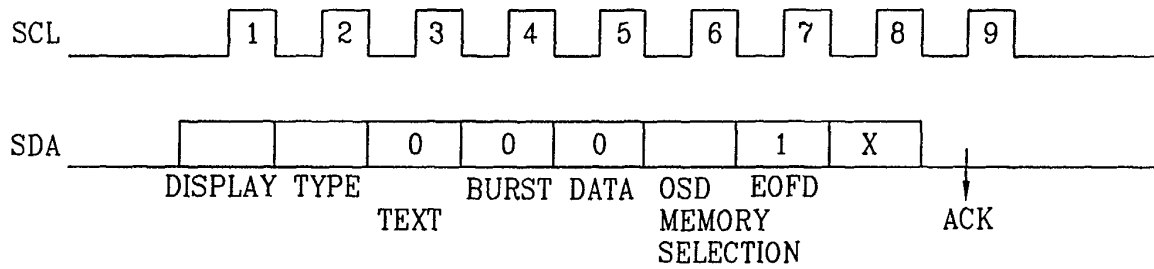 SCL 1 2 3 4 5 6 7 8 9
SDA 0 0 0 1 X
DISPLAY TYPE BURST DATA OSD EOFD
TEXT MEMORY ACK
SELECTION